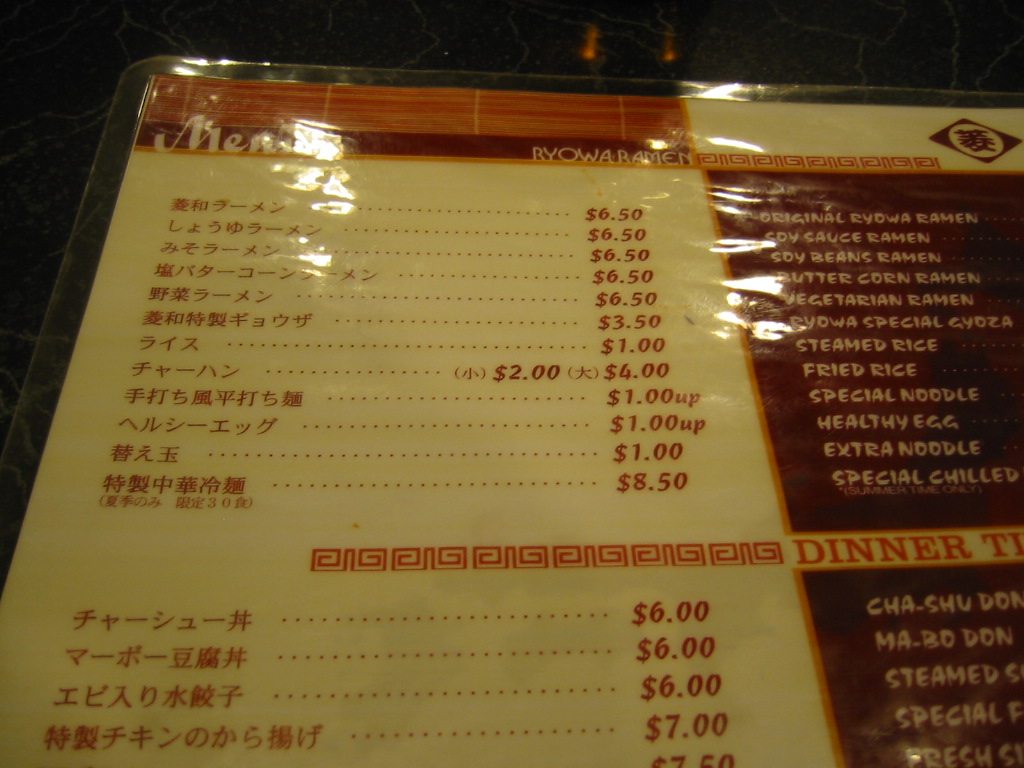 Menu
RYOWA RAMEN
菱
菱和ラーメン ································ $6.50
しょうゆラーメン ································ $6.50
みそラーメン ································ $6.50
塩バターコーンラーメン ································ $6.50
野菜ラーメン ································ $6.50
菱和特製ギョウザ ································ $3.50
ライス ································ $1.00
チャーハン ················ (小) $2.00 (大) $4.00
手打ち風平打ち麺 ································ $1.00up
ヘルシーエッグ ································ $1.00up
替え玉 ································ $1.00
特製中華冷麺 ································ $8.50
(夏季のみ 限定30食)
ORIGINAL RYOWA RAMEN
SOY SAUCE RAMEN
SOY BEANS RAMEN
BUTTER CORN RAMEN
VEGETARIAN RAMEN
RYOWA SPECIAL GYOZA
STEAMED RICE
FRIED RICE
SPECIAL NOODLE
HEALTHY EGG
EXTRA NOODLE
SPECIAL CHILLED
*(SUMMER TIME ONLY)
DINNER TI
チャーシュー丼 ···························· $6.00
マーボー豆腐丼 ···························· $6.00
エビ入り水餃子 ···························· $6.00
特製チキンのから揚げ ···················· $7.00
$7.50
CHA-SHU DON
MA-BO DON
STEAMED S
SPECIAL F
FRESH S